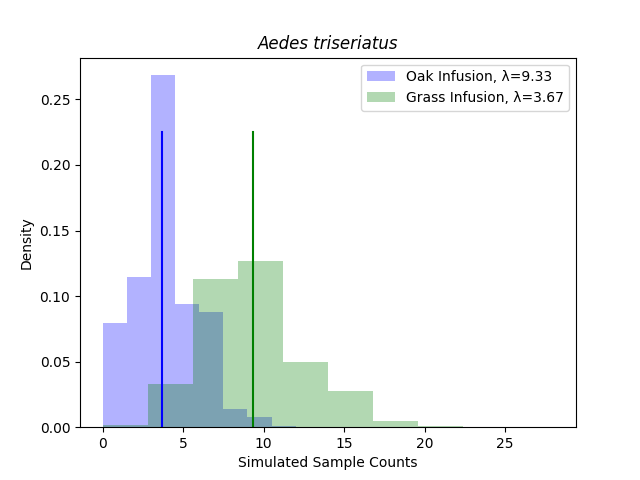 Aedes triseriatus
Oak Infusion, λ=9.33
Grass Infusion, λ=3.67
Density
0.25
0.20
0.15
0.10
0.05
0.00
0 5 10 15 20 25
Simulated Sample Counts